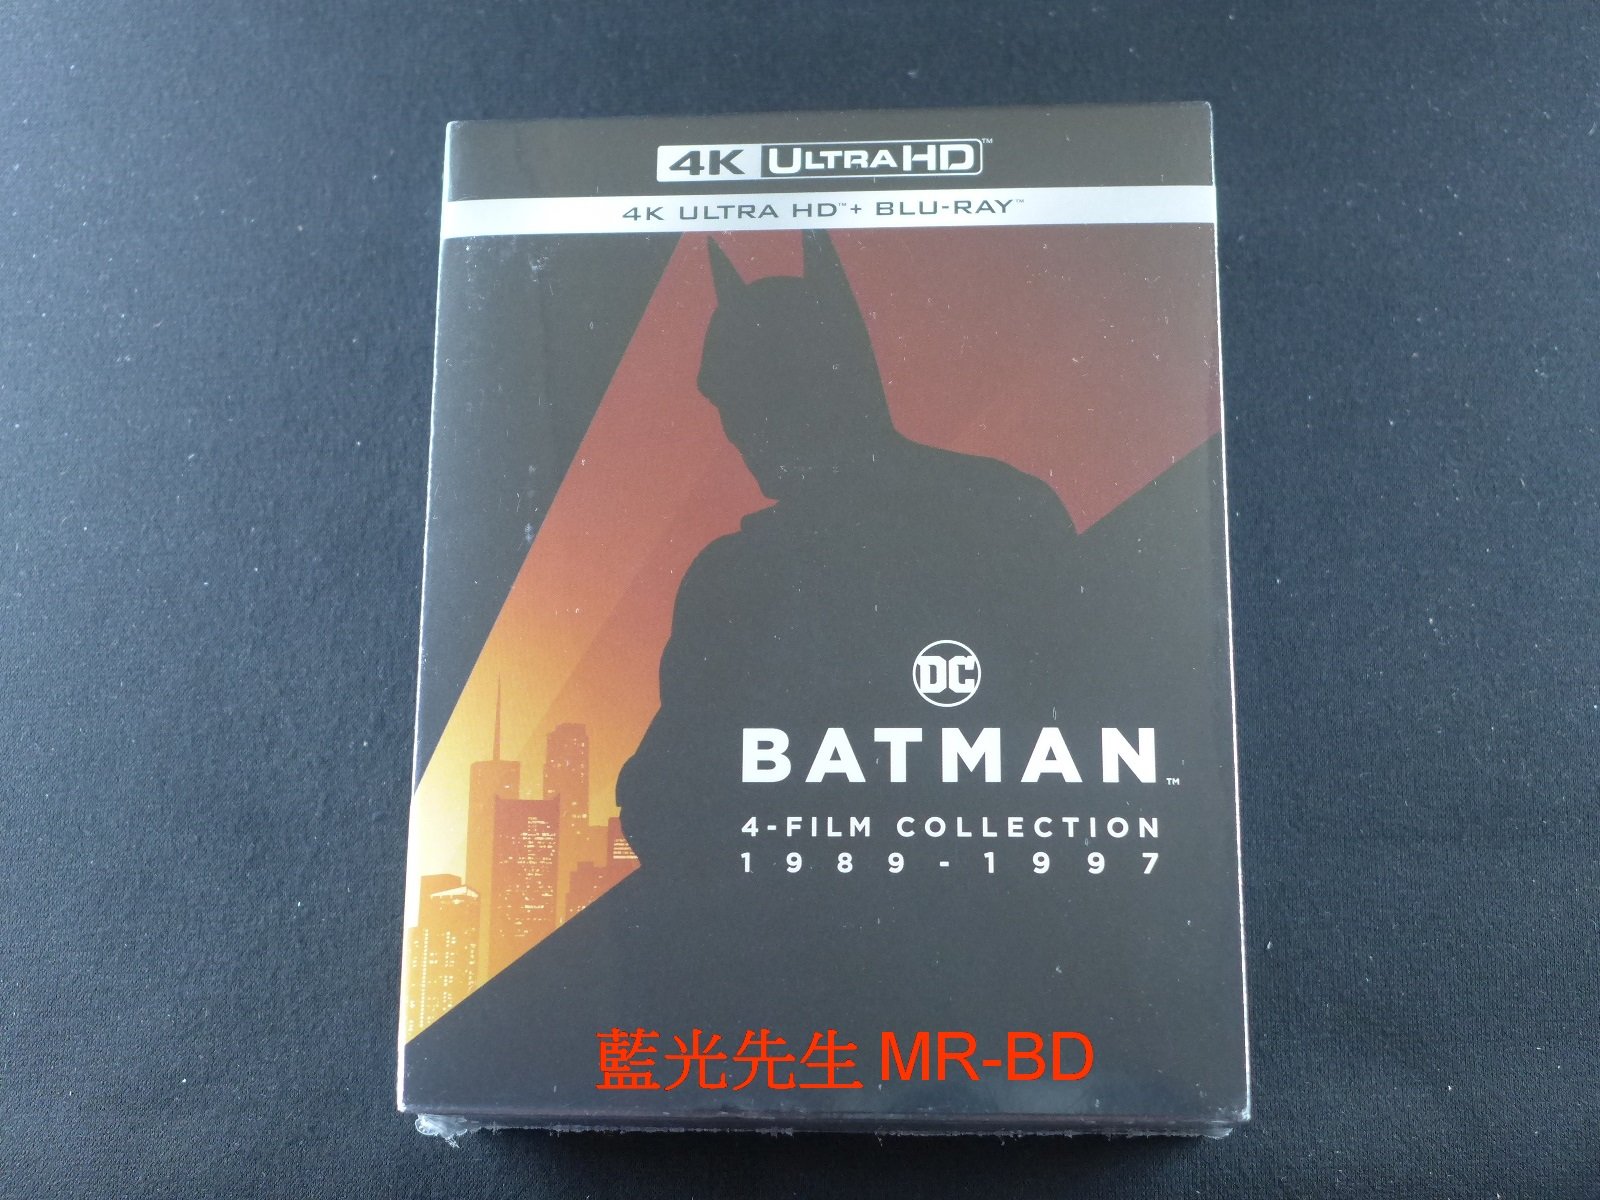 4K ULTRA HD™
4K ULTRA HD™ + BLU-RAY™
DC
BATMAN™
4-FILM COLLECTION
1989-1997
藍光先生 MR-BD